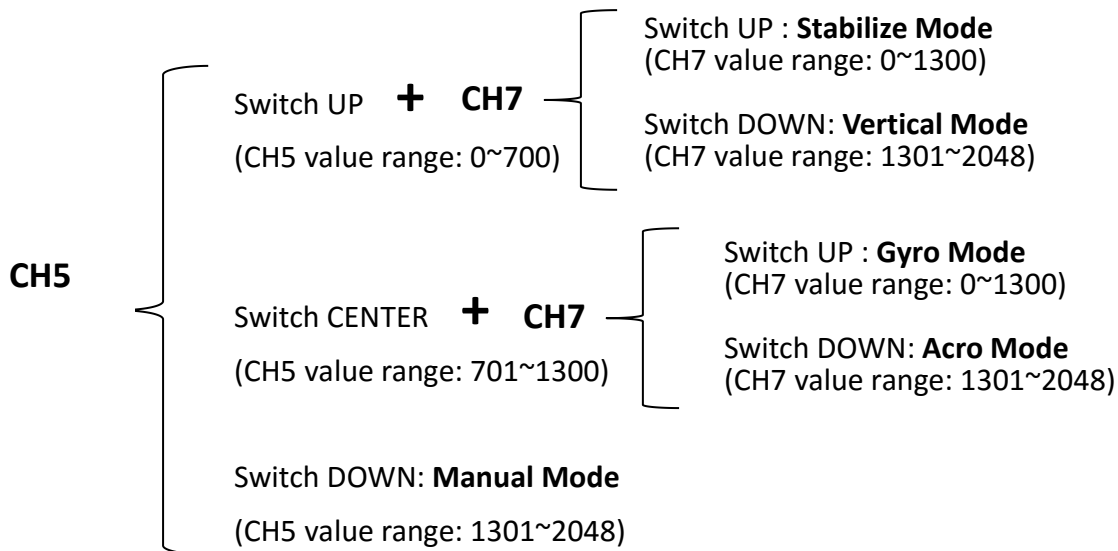 CH5
Switch UP + CH7
(CH5 value range: 0~700)
Switch UP : Stabilize Mode
(CH7 value range: 0~1300)
Switch DOWN: Vertical Mode
(CH7 value range: 1301~2048)
Switch CENTER + CH7
(CH5 value range: 701~1300)
Switch UP : Gyro Mode
(CH7 value range: 0~1300)
Switch DOWN: Acro Mode
(CH7 value range: 1301~2048)
Switch DOWN: Manual Mode
(CH5 value range: 1301~2048)